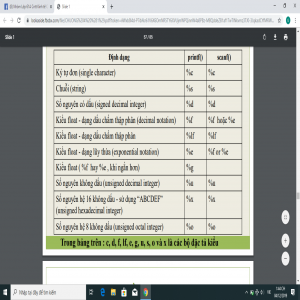 Slide 1
37 / 85
Định dạng printf() scanf()
Ký tự đơn (single character) %c %c
Chuỗi (string) %s %s
Số nguyên có dấu (signed decimal integer) %d %d
Kiểu float - dạng dấu chấm thập phân (decimal notation) %f %f hoặc %e
Kiểu float - dạng dấu chấm thập phân %lf %lf
Kiểu float - dạng lũy thừa (exponential notation) %e %f or %e
Kiểu float ( %f hay %e , khi ngắn hơn) %g
Số nguyên không dấu (unsigned decimal integer) %u %u
Số nguyên hệ 16 không dấu - sử dụng "ABCDEF" %x %x
(unsigned hexadecimal integer)
Số nguyên hệ 8 không dấu (unsigned octal integer) %o %o
Trong bảng trên : c, d, f, lf, e, g, u, s, o và x là các bộ đặc tả kiểu
Nhập tại đây để tìm kiếm